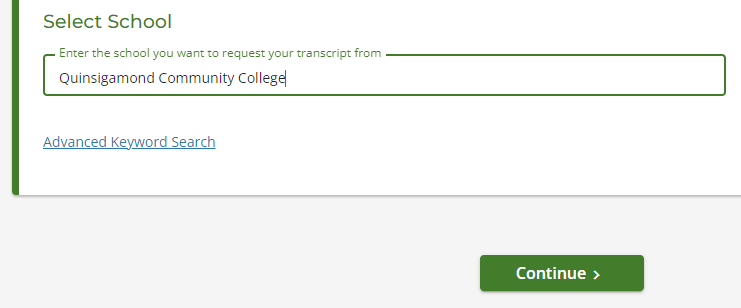 Select School
Enter the school you want to request your transcript from
Quinsigamond Community College
Advanced Keyword Search
Continue >